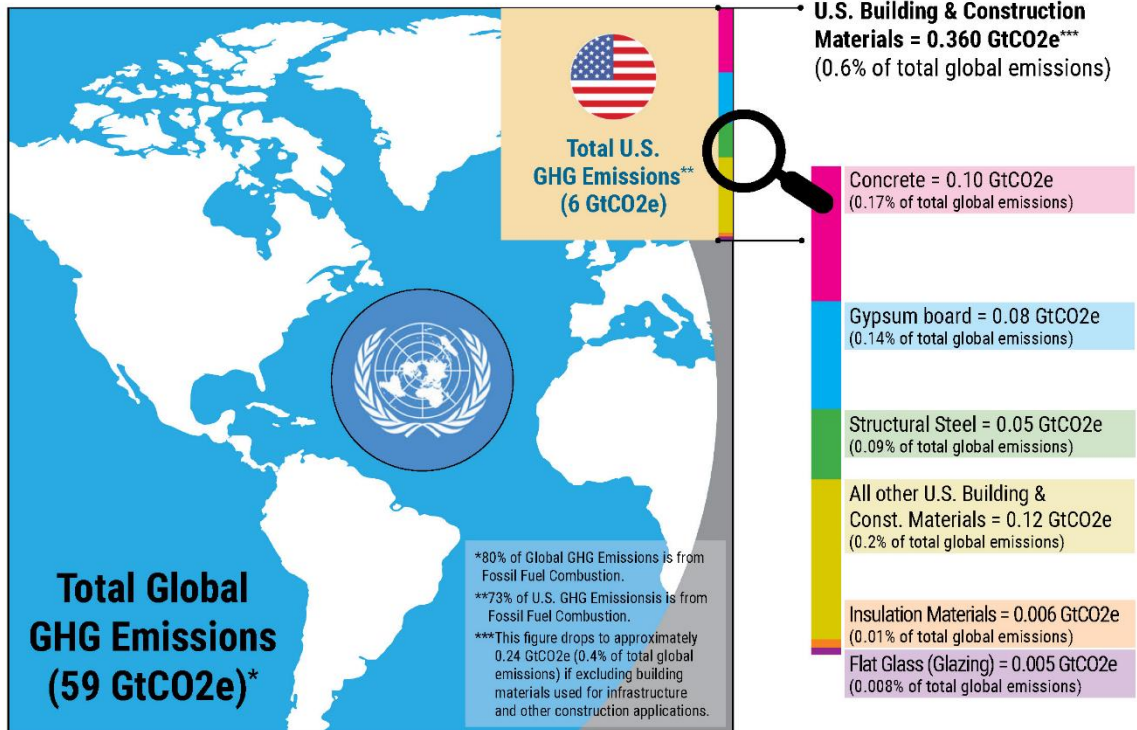 U.S. Building & Construction
Materials = 0.360 GtCO2e***
(0.6% of total global emissions)
Total U.S.
GHG Emissions**
(6 GtCO2e)
Concrete = 0.10 GtCO2e
(0.17% of total global emissions)
Gypsum board = 0.08 GtCO2e
(0.14% of total global emissions)
Structural Steel = 0.05 GtCO2e
(0.09% of total global emissions)
All other U.S. Building &
Const. Materials = 0.12 GtCO2e
(0.2% of total global emissions)
Insulation Materials = 0.006 GtCO2e
(0.01% of total global emissions)
Flat Glass (Glazing) = 0.005 GtCO2e
(0.008% of total global emissions)
Total Global
GHG Emissions
(59 GtCO2e)*
*80% of Global GHG Emissions is from
Fossil Fuel Combustion.
**73% of U.S. GHG Emissionsis is from
Fossil Fuel Combustion.
***This figure drops to approximately
0.24 GtCO2e (0.4% of total global
emissions) if excluding building
materials used for infrastructure
and other construction applications.